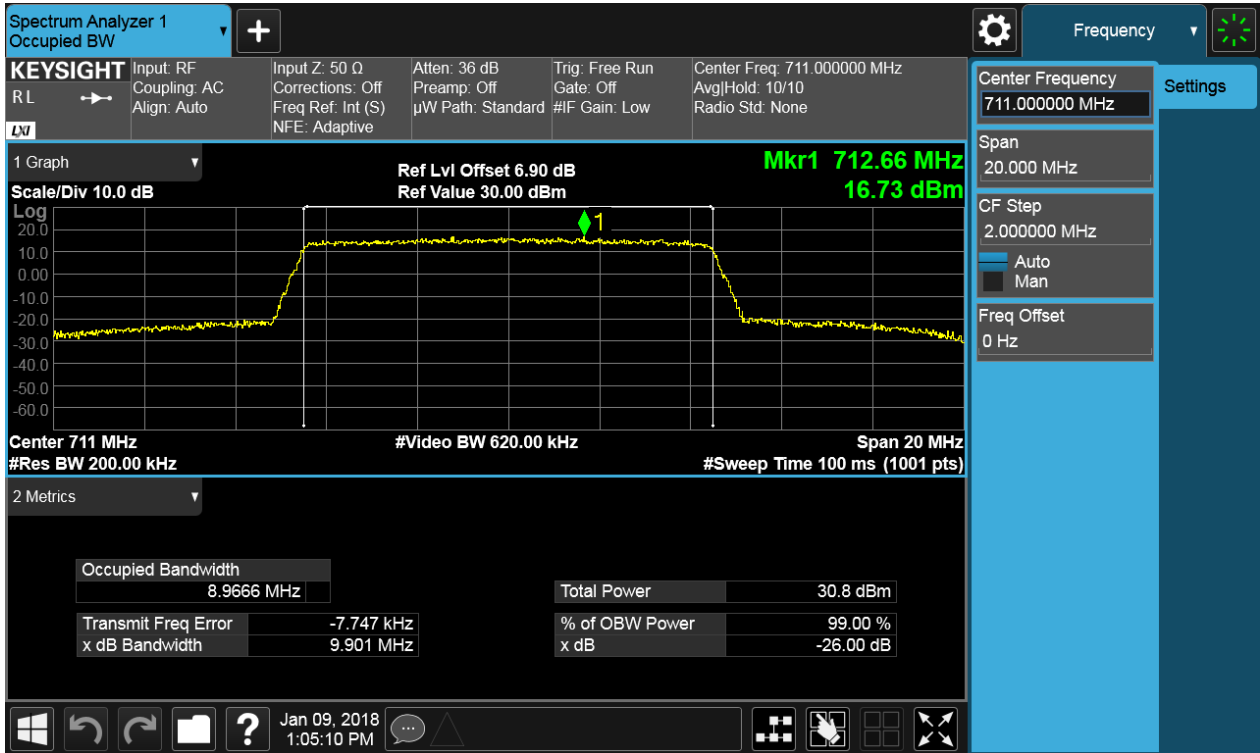 Spectrum Analyzer 1
Occupied BW
+
Frequency
KEYSIGHT
RL
LXI
Input: RF
Coupling: AC
Align: Auto
Input Z: 50 Ω
Corrections: Off
Freq Ref: Int (S)
NFE: Adaptive
Atten: 36 dB
Preamp: Off
µW Path: Standard
Trig: Free Run
Gate: Off
#IF Gain: Low
Center Freq: 711.000000 MHz
Avg|Hold: 10/10
Radio Std: None
Center Frequency
711.000000 MHz
Settings
Span
20.000 MHz
CF Step
2.000000 MHz
Auto
Man
Freq Offset
0 Hz
1 Graph
Scale/Div 10.0 dB
Ref Lvl Offset 6.90 dB
Ref Value 30.00 dBm
Mkr1 712.66 MHz
16.73 dBm
Log
1
20.0
10.0
0.00
-10.0
-20.0
-30.0
-40.0
-50.0
-60.0
Center 711 MHz
#Video BW 620.00 kHz
Span 20 MHz
#Res BW 200.00 kHz
#Sweep Time 100 ms (1001 pts)
2 Metrics
Occupied Bandwidth
8.9666 MHz
Total Power 30.8 dBm
Transmit Freq Error -7.747 kHz
% of OBW Power 99.00 %
x dB Bandwidth 9.901 MHz
x dB -26.00 dB
?
Jan 09, 2018
1:05:10 PM